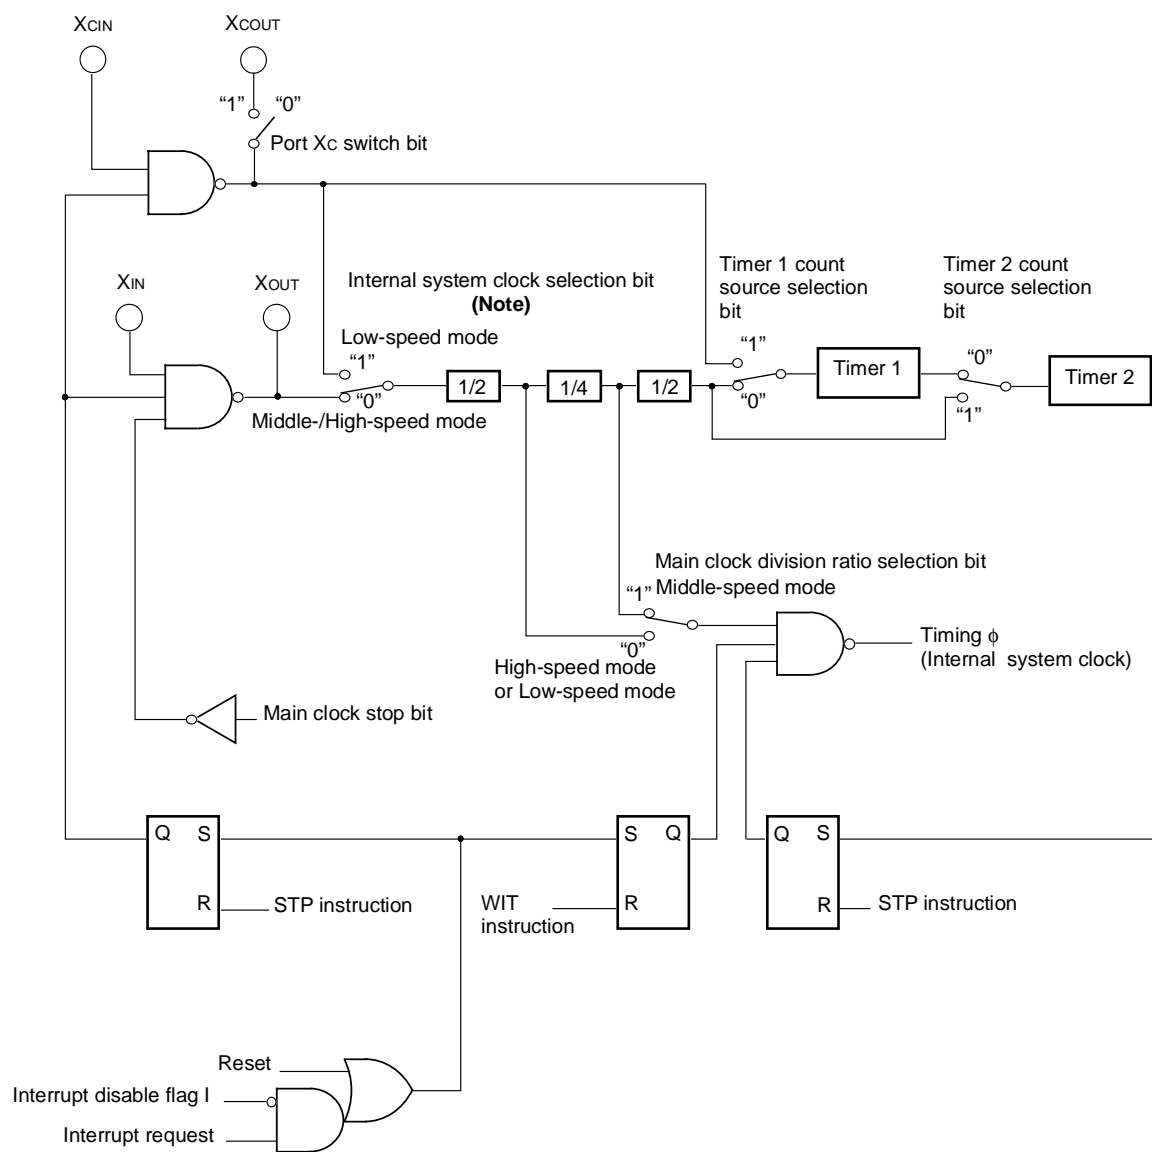 XCIN
XCOUT
“1”
“0”
Port XC switch bit
XIN
XOUT
Internal system clock selection bit
(Note)
Low-speed mode
“1”
“0”
Middle-/High-speed mode
1/2
1/4
1/2
Timer 1 count
source selection
bit
“1”
“0”
Timer 1
Timer 2 count
source selection
bit
“0”
“1”
Timer 2
Main clock division ratio selection bit
Middle-speed mode
“1”
“0”
High-speed mode
or Low-speed mode
Timing ϕ
(Internal system clock)
Main clock stop bit
Q S
R
STP instruction
S Q
R
WIT
instruction
Q S
R
STP instruction
Reset
Interrupt disable flag I
Interrupt request